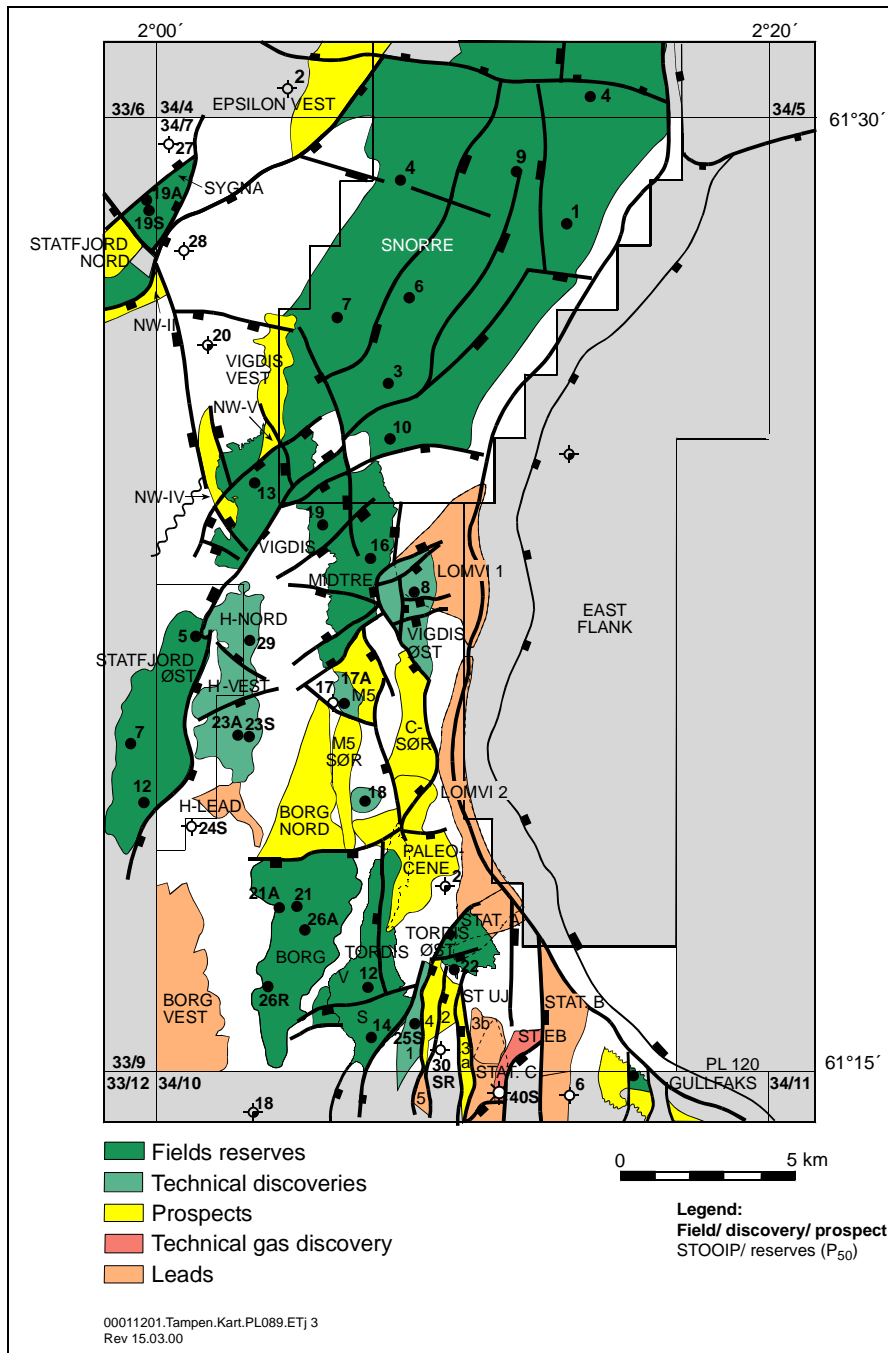 2°00´
2°20´
2
4
EPSILON VEST
33/6
34/4
34/5
61°30´
34/7
27
9
4
SYGNA
19A
1
19S
STATFJORD
NORD
28
SNORRE
6
7
NW-II
20
VIGDIS
VEST
3
NW-V
10
13
NW-IV
19
VIGDIS
16
MIDTRE
LOMVI 1
8
H-NORD
EAST
FLANK
5
29
VIGDIS
ØST
STATFJORD
ØST
17A
H-VEST
17
M5
23A
23S
C-
SØR
7
M5
SØR
12
18
LOMVI 2
H-LEAD
BORG
NORD
24S
PALEO-
CENE
2
21A
21
STAT. A
26A
TORDIS
ØST
TORDIS
BORG
22
V
12
ST UJ
STAT. B
BORG
VEST
26R
S
4
2
3b
14
25S
ST EB
1
3
a
30
SR
STAT. C
PL 120
33/9
61°15´
GULLFAKS
33/12
34/10
34/11
5
40S
6
18
Fields reserves
Technical discoveries
Prospects
Technical gas discovery
Leads
0
5 km
Legend:
Field/ discovery/ prospect
STOOIP/ reserves (P50)
00011201.Tampen.Kart.PL089.ETj 3
Rev 15.03.00